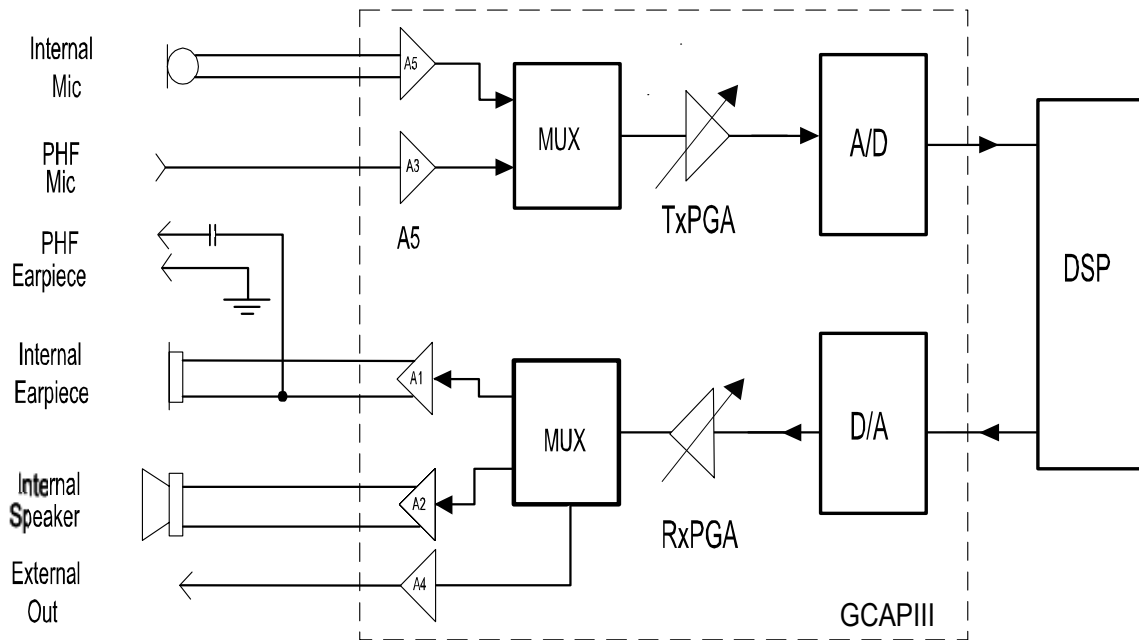 Internal
Mic
A5
MUX
TxPGA
A/D
DSP
PHF
Mic
A3
A5
PHF
Earpiece
Internal
Earpiece
A1
MUX
RxPGA
D/A
Internal
Speaker
A2
External
Out
A4
GCAPIII